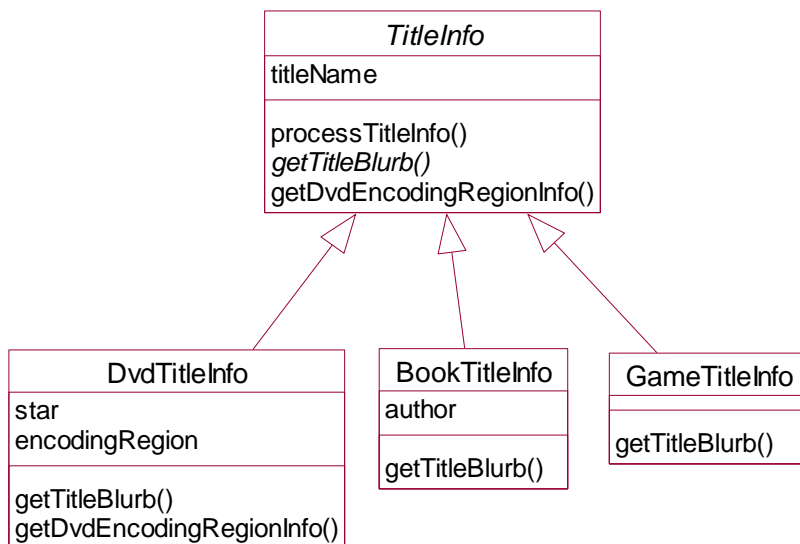 TitleInfo
titleName
processTitleInfo()
getTitleBlurb()
getDvdEncodingRegionInfo()
DvdTitleInfo
star
encodingRegion
getTitleBlurb()
getDvdEncodingRegionInfo()
BookTitleInfo
author
getTitleBlurb()
GameTitleInfo
getTitleBlurb()